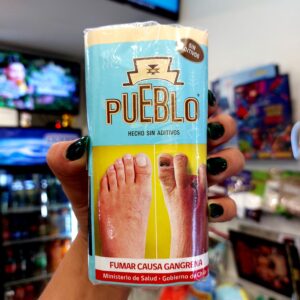 SIN
ADITIVOS
PUEBLO
HECHO SIN ADITIVOS
FUMAR CAUSA GANGRENA
Ministerio de Salud - Gobierno de Chile